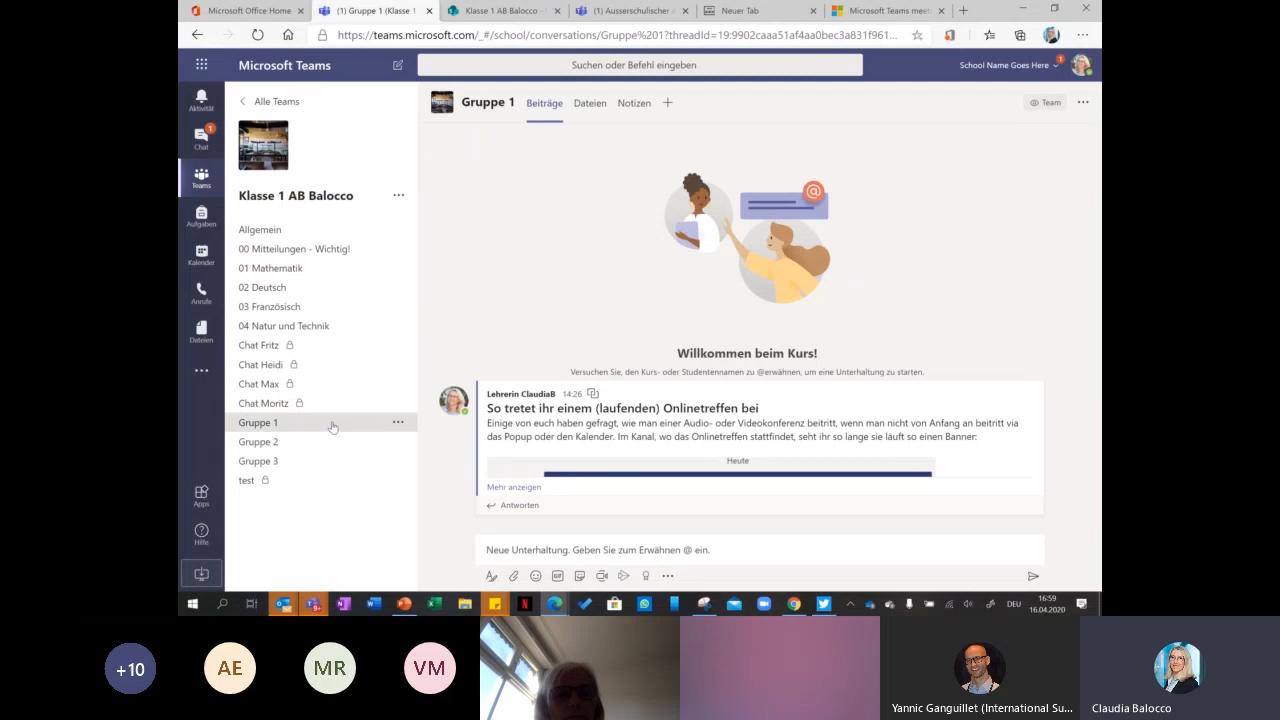 Microsoft Office Home
(1) Gruppe 1 (Klasse 1
Klasse 1 AB Balocco -
(1) Ausserschulischer
Neuer Tab
Microsoft Teams meet
https://teams.microsoft.com/_#/school/conversations/Gruppe%201?threadId=19:9902caaa51af4aa0bec3a831f961...
Microsoft Teams
Suchen oder Befehl eingeben
School Name Goes Here
1
Aktivität
Chat
1
Teams
Aufgaben
Kalender
Anrufe
Dateien
Apps
Hilfe
Alle Teams
Klasse 1 AB Balocco
Allgemein
00 Mitteilungen - Wichtig!
01 Mathematik
02 Deutsch
03 Französisch
04 Natur und Technik
Chat Fritz
Chat Heidi
Chat Max
Chat Moritz
Gruppe 1
Gruppe 2
Gruppe 3
test
Gruppe 1
Beiträge
Dateien
Notizen
Team
@
Willkommen beim Kurs!
Versuchen Sie, den Kurs- oder Studentennamen zu @erwähnen, um eine Unterhaltung zu starten.
Lehrerin ClaudiaB 14:26
So tretet ihr einem (laufenden) Onlinetreffen bei
Einige von euch haben gefragt, wie man einer Audio- oder Videokonferenz beitritt, wenn man nicht von Anfang an beitritt via
das Popup oder den Kalender. Im Kanal, wo das Onlinetreffen stattfindet, seht ihr so lange sie läuft so einen Banner:
Heute
Mehr anzeigen
Antworten
Neue Unterhaltung. Geben Sie zum Erwähnen @ ein.
GIF
DEU
16:59
16.04.2020
+10
AE
MR
VM
Yannic Ganguillet (International Su...
Claudia Balocco